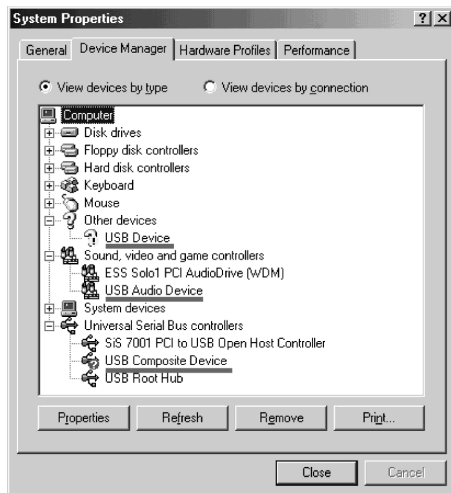 System Properties
General Device Manager Hardware Profiles Performance
View devices by type View devices by connection
Computer
Disk drives
Floppy disk controllers
Hard disk controllers
Keyboard
Mouse
Other devices
USB Device
Sound, video and game controllers
ESS Solo1 PCI AudioDrive (WDM)
USB Audio Device
System devices
Universal Serial Bus controllers
SiS 7001 PCI to USB Open Host Controller
USB Composite Device
USB Root Hub
Properties Refresh Remove Print...
Close Cancel